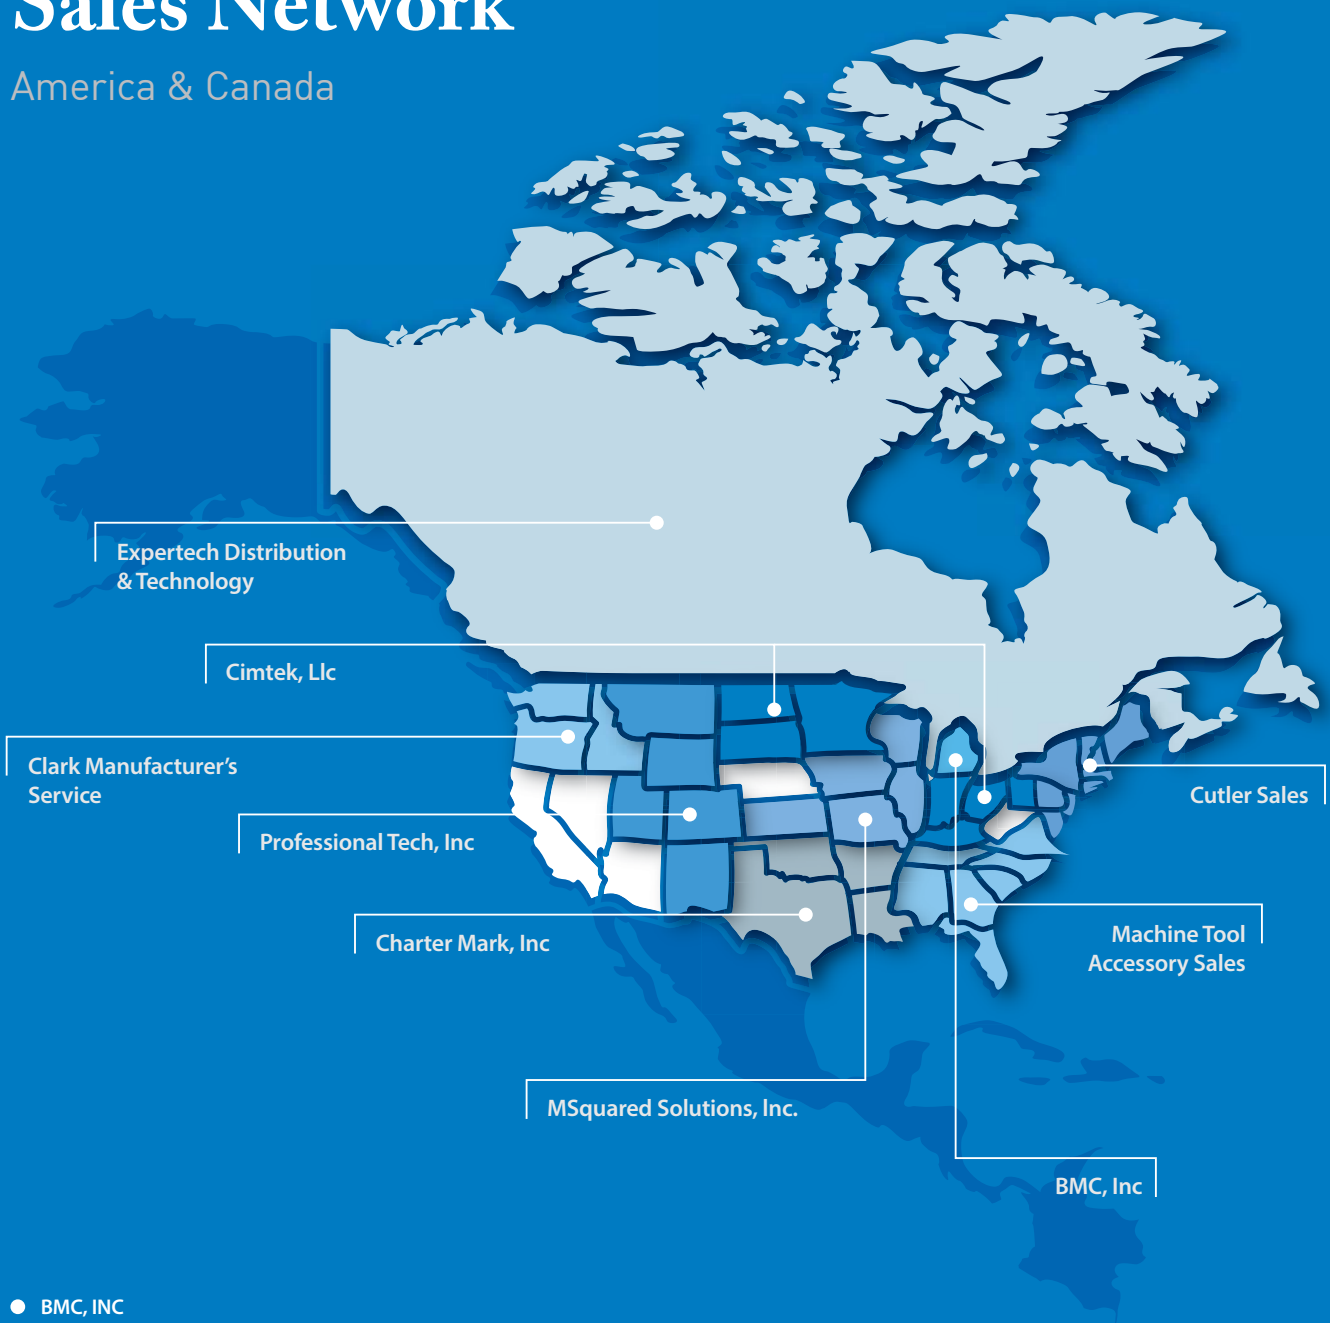 Sales Network
America & Canada
Expertech Distribution
& Technology
Cimtek, Llc
Clark Manufacturer's
Service
Cutler Sales
Professional Tech, Inc
Charter Mark, Inc
Machine Tool
Accessory Sales
MSquared Solutions, Inc.
BMC, Inc
BMC, INC